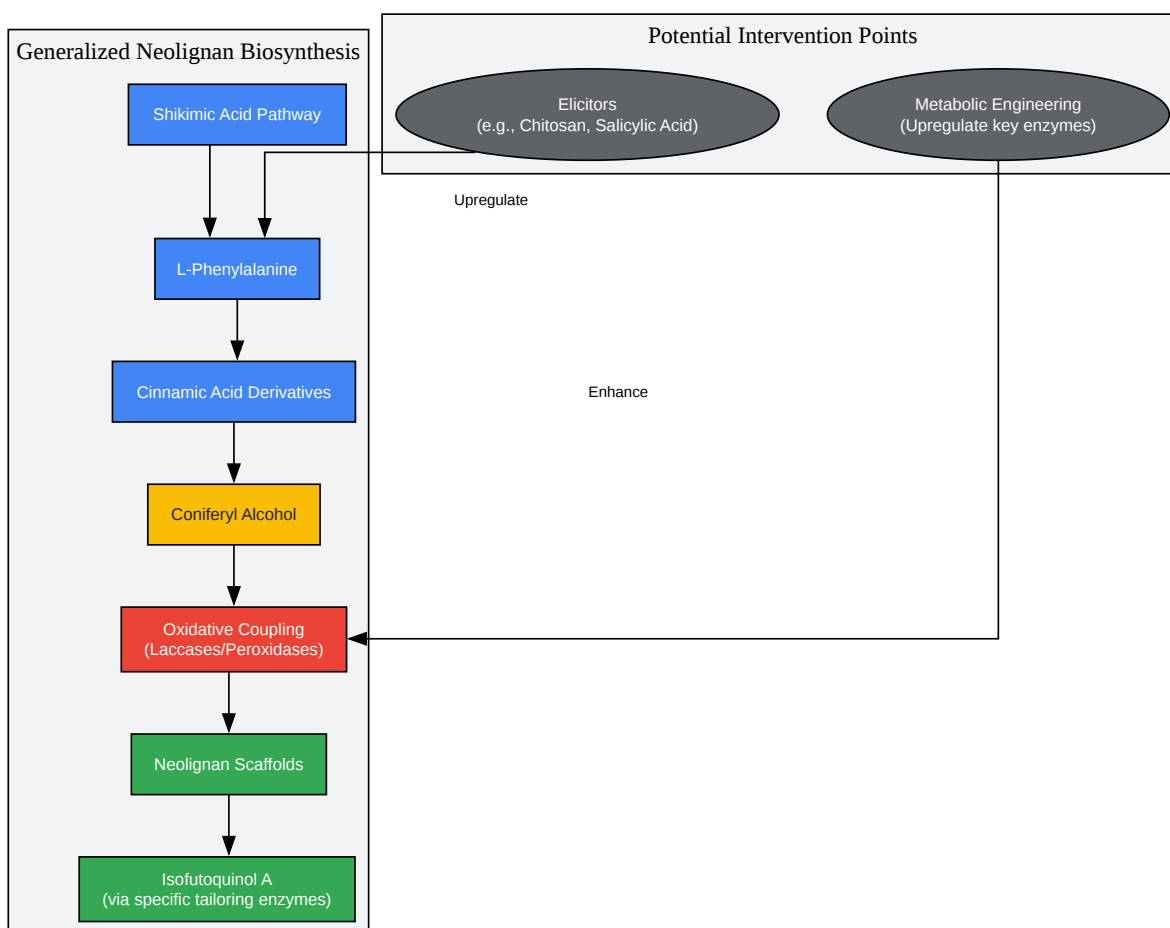 Generalized Neolignan Biosynthesis
Potential Intervention Points
Shikimic Acid Pathway
Elicitors
(e.g., Chitosan, Salicylic Acid)
Metabolic Engineering
(Upregulate key enzymes)
Upregulate
L-Phenylalanine
Cinnamic Acid Derivatives
Enhance
Coniferyl Alcohol
Oxidative Coupling
(Laccases/Peroxidases)
Neolignan Scaffolds
Isofutoquinol A
(via specific tailoring enzymes)